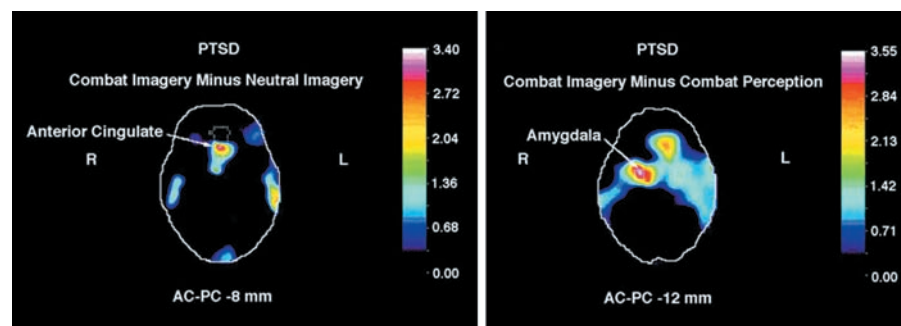 PTSD
Combat Imagery Minus Neutral Imagery
Anterior Cingulate
R
L
3.40
2.72
2.04
1.36
0.68
0.00
AC-PC -8 mm
PTSD
Combat Imagery Minus Combat Perception
Amygdala
R
L
3.55
2.84
2.13
1.42
0.71
0.00
AC-PC -12 mm